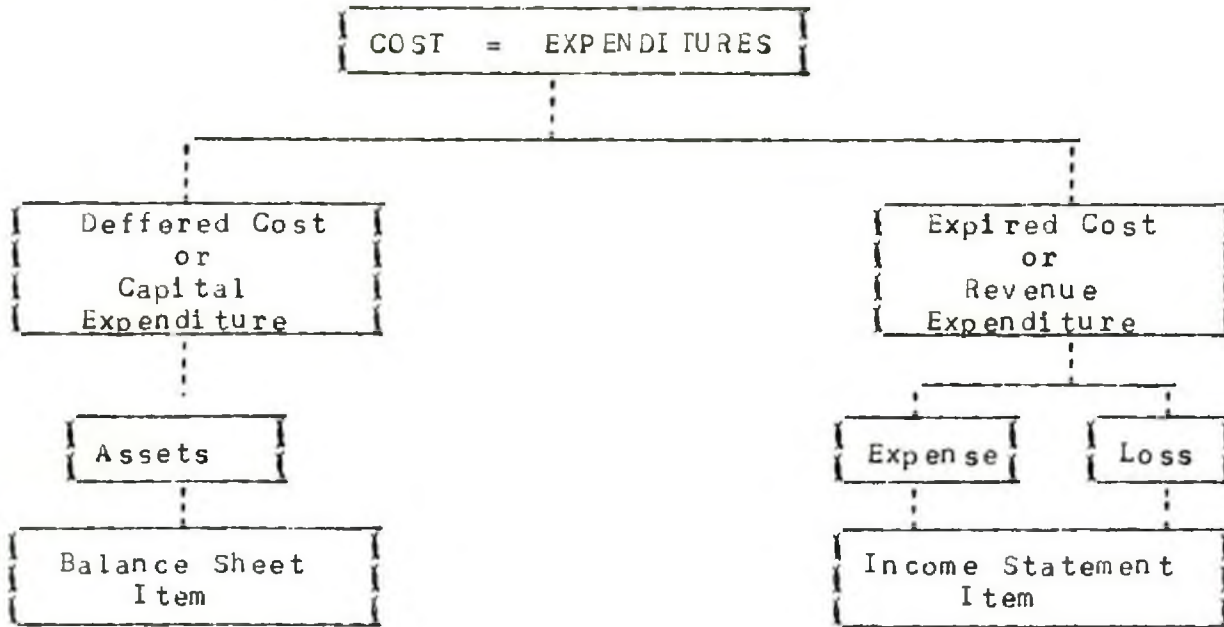 COST = EXPENDITURES
Deffered Cost
or
Capital
Expenditure
Expired Cost
or
Revenue
Expenditure
Assets
Expense
Loss
Balance Sheet
Item
Income Statement
Item